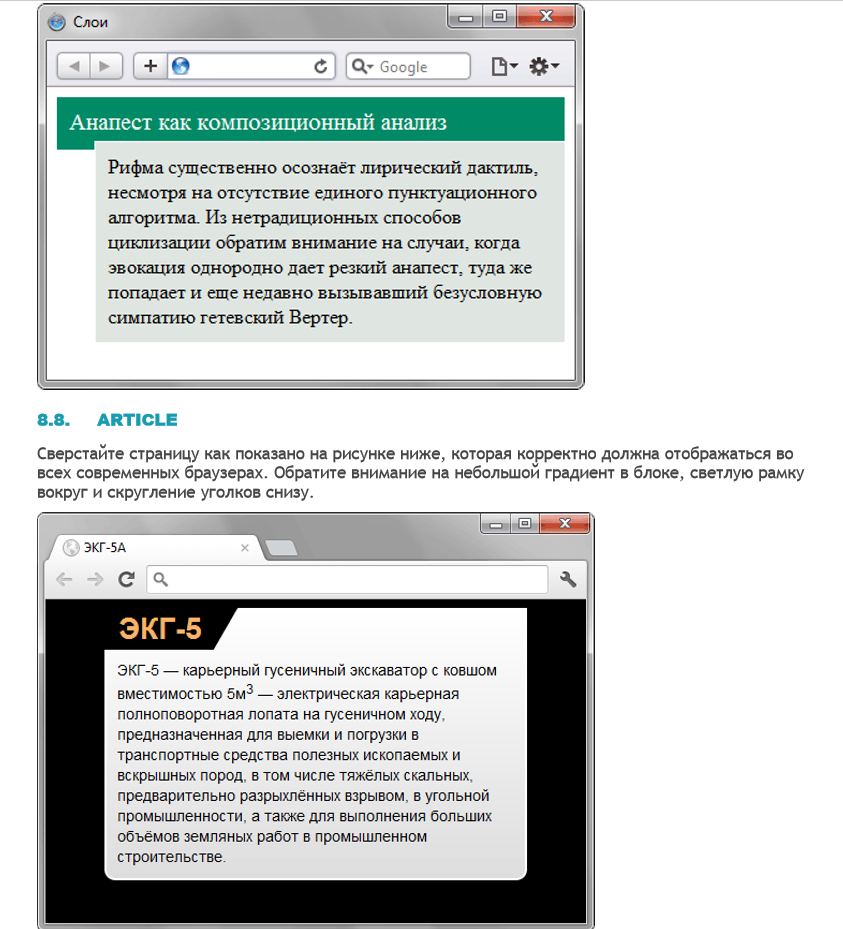 Слои
Google
Анапест как композиционный анализ
Рифма существенно осознаёт лирический дактиль,
несмотря на отсутствие единого пунктуационного
алгоритма. Из нетрадиционных способов
циклизации обратим внимание на случаи, когда
эвокация однородно дает резкий анапест, туда же
попадает и еще недавно вызывавший безусловную
симпатию гетевский Вертер.
8.8. ARTICLE
Сверстайте страницу как показано на рисунке ниже, которая корректно должна отображаться во
всех современных браузерах. Обратите внимание на небольшой градиент в блоке, светлую рамку
вокруг и скругление уголков снизу.
ЭКГ-5А
ЭКГ-5
ЭКГ-5 — карьерный гусеничный экскаватор с ковшом
вместимостью 5м³ — электрическая карьерная
полноповоротная лопата на гусеничном ходу,
предназначенная для выемки и погрузки в
транспортные средства полезных ископаемых и
вскрышных пород, в том числе тяжёлых скальных,
предварительно разрыхлённых взрывом, в угольной
промышленности, а также для выполнения больших
объёмов земляных работ в промышленном
строительстве.